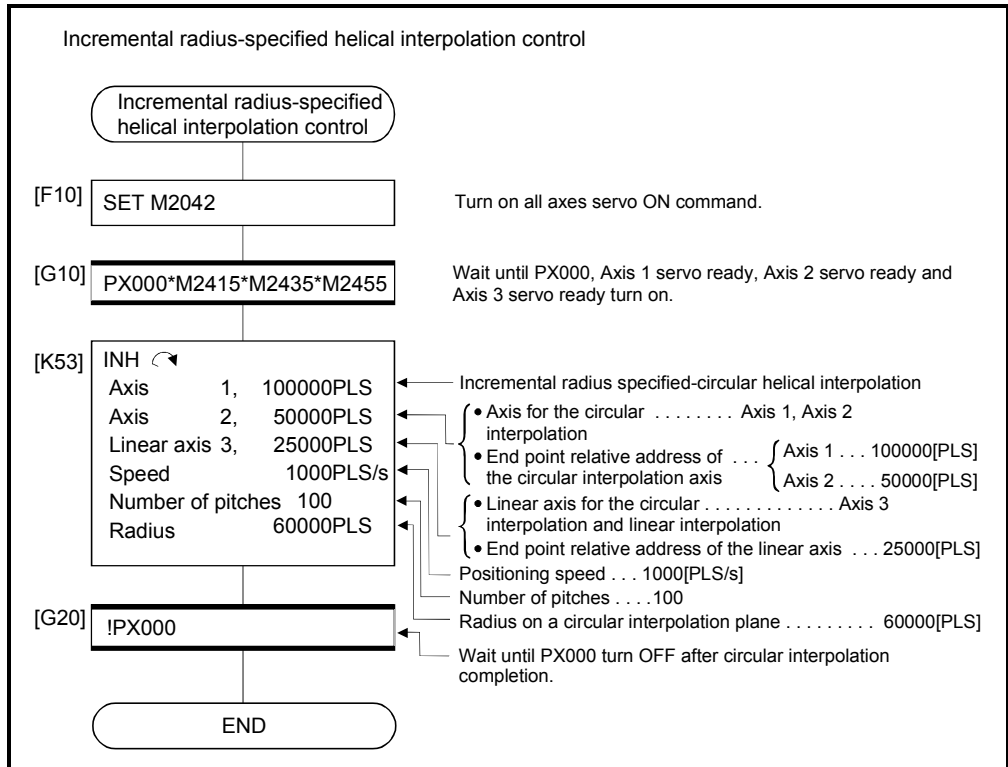 Incremental radius-specified helical interpolation control
Incremental radius-specified
helical interpolation control
[F10]
SET M2042
Turn on all axes servo ON command.
[G10]
PX000*M2415*M2435*M2455
Wait until PX000, Axis 1 servo ready, Axis 2 servo ready and
Axis 3 servo ready turn on.
[K53]
INH
Axis 1, 100000PLS
Axis 2, 50000PLS
Linear axis 3, 25000PLS
Speed 1000PLS/s
Number of pitches 100
Radius 60000PLS
Incremental radius specified-circular helical interpolation
• Axis for the circular . . . . . . . . Axis 1, Axis 2
interpolation
• End point relative address of . . . Axis 1 . . . 100000[PLS]
the circular interpolation axis Axis 2 . . . . 50000[PLS]
• Linear axis for the circular . . . . . . . . . . . . . Axis 3
interpolation and linear interpolation
• End point relative address of the linear axis . . . 25000[PLS]
Positioning speed . . . 1000[PLS/s]
Number of pitches . . . .100
Radius on a circular interpolation plane . . . . . . . . . 60000[PLS]
[G20]
!PX000
Wait until PX000 turn OFF after circular interpolation
completion.
END